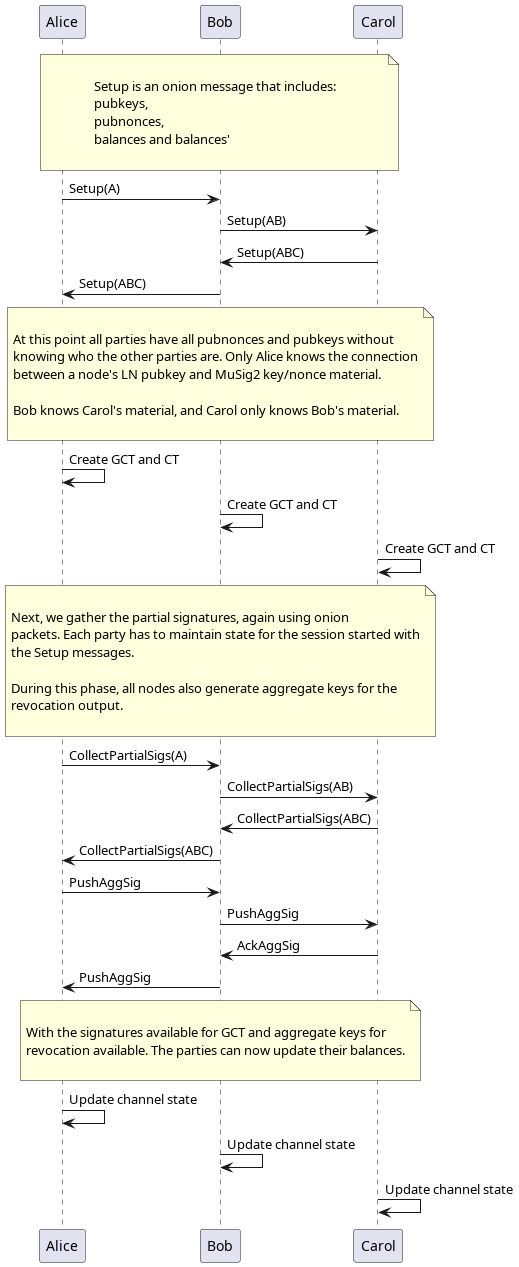 Alice Bob Carol
Setup is an onion message that includes:
pubkeys,
pubnonces,
balances and balances'
Setup(A)
Setup(AB)
Setup(ABC)
Setup(ABC)
At this point all parties have all pubnonces and pubkeys without
knowing who the other parties are. Only Alice knows the connection
between a node's LN pubkey and MuSig2 key/nonce material.
Bob knows Carol's material, and Carol only knows Bob's material.
Create GCT and CT
Create GCT and CT
Create GCT and CT
Next, we gather the partial signatures, again using onion
packets. Each party has to maintain state for the session started with
the Setup messages.
During this phase, all nodes also generate aggregate keys for the
revocation output.
CollectPartialSigs(A)
CollectPartialSigs(AB)
CollectPartialSigs(ABC)
CollectPartialSigs(ABC)
PushAggSig
PushAggSig
AckAggSig
PushAggSig
With the signatures available for GCT and aggregate keys for
revocation available. The parties can now update their balances.
Update channel state
Update channel state
Update channel state
Alice Bob Carol